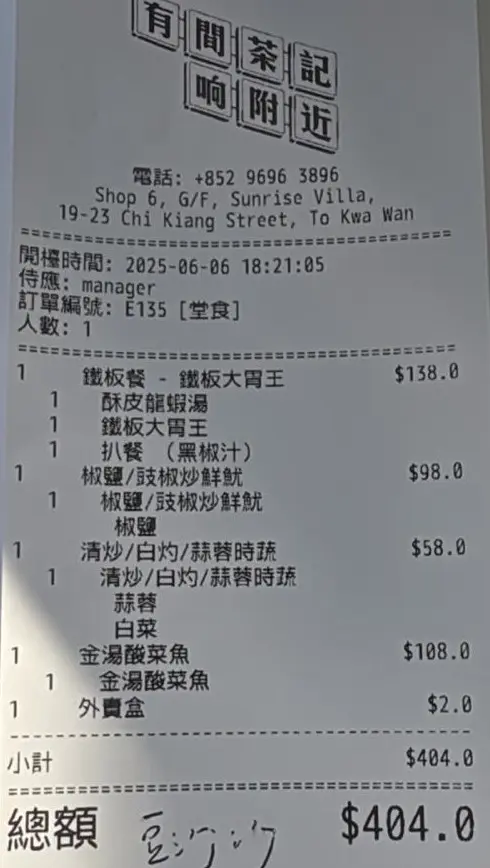 有間茶記
响附近
電話: +852 9696 3896
Shop 6, G/F, Sunrise Villa,
19-23 Chi Kiang Street, To Kwa Wan
開檯時間: 2025-06-06 18:21:05
侍應: manager
訂單編號: E135 [堂食]
人數: 1
1 鐵板餐 - 鐵板大胃王 $138.0
1 酥皮龍蝦湯
1 鐵板大胃王
1 扒餐 (黑椒汁)
1 椒鹽/豉椒炒鮮魷 $98.0
1 椒鹽/豉椒炒鮮魷
椒鹽
1 清炒/白灼/蒜蓉時蔬 $58.0
1 清炒/白灼/蒜蓉時蔬
蒜蓉
白菜
1 金湯酸菜魚 $108.0
1 金湯酸菜魚
1 外賣盒 $2.0
小計 $404.0
總額 $404.0